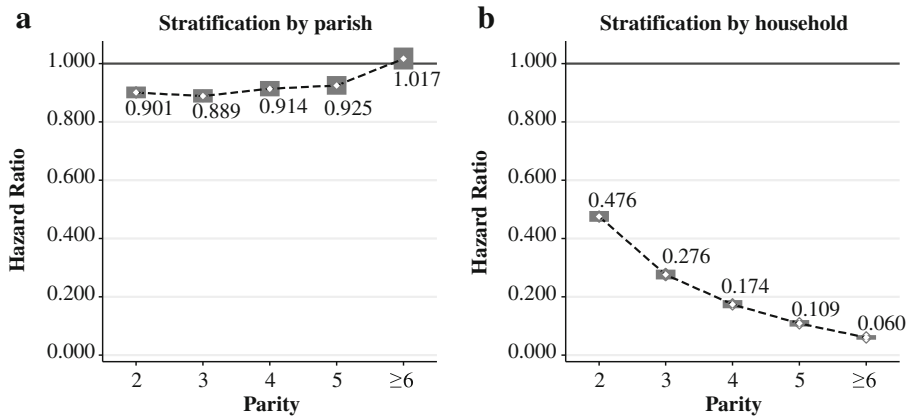 a Stratification by parish
Hazard Ratio
1.000
0.800
0.600
0.400
0.200
0.000
0.901
0.889
0.914
0.925
1.017
2 3 4 5 ≥6
Parity
b Stratification by household
Hazard Ratio
1.000
0.800
0.600
0.400
0.200
0.000
0.476
0.276
0.174
0.109
0.060
2 3 4 5 ≥6
Parity